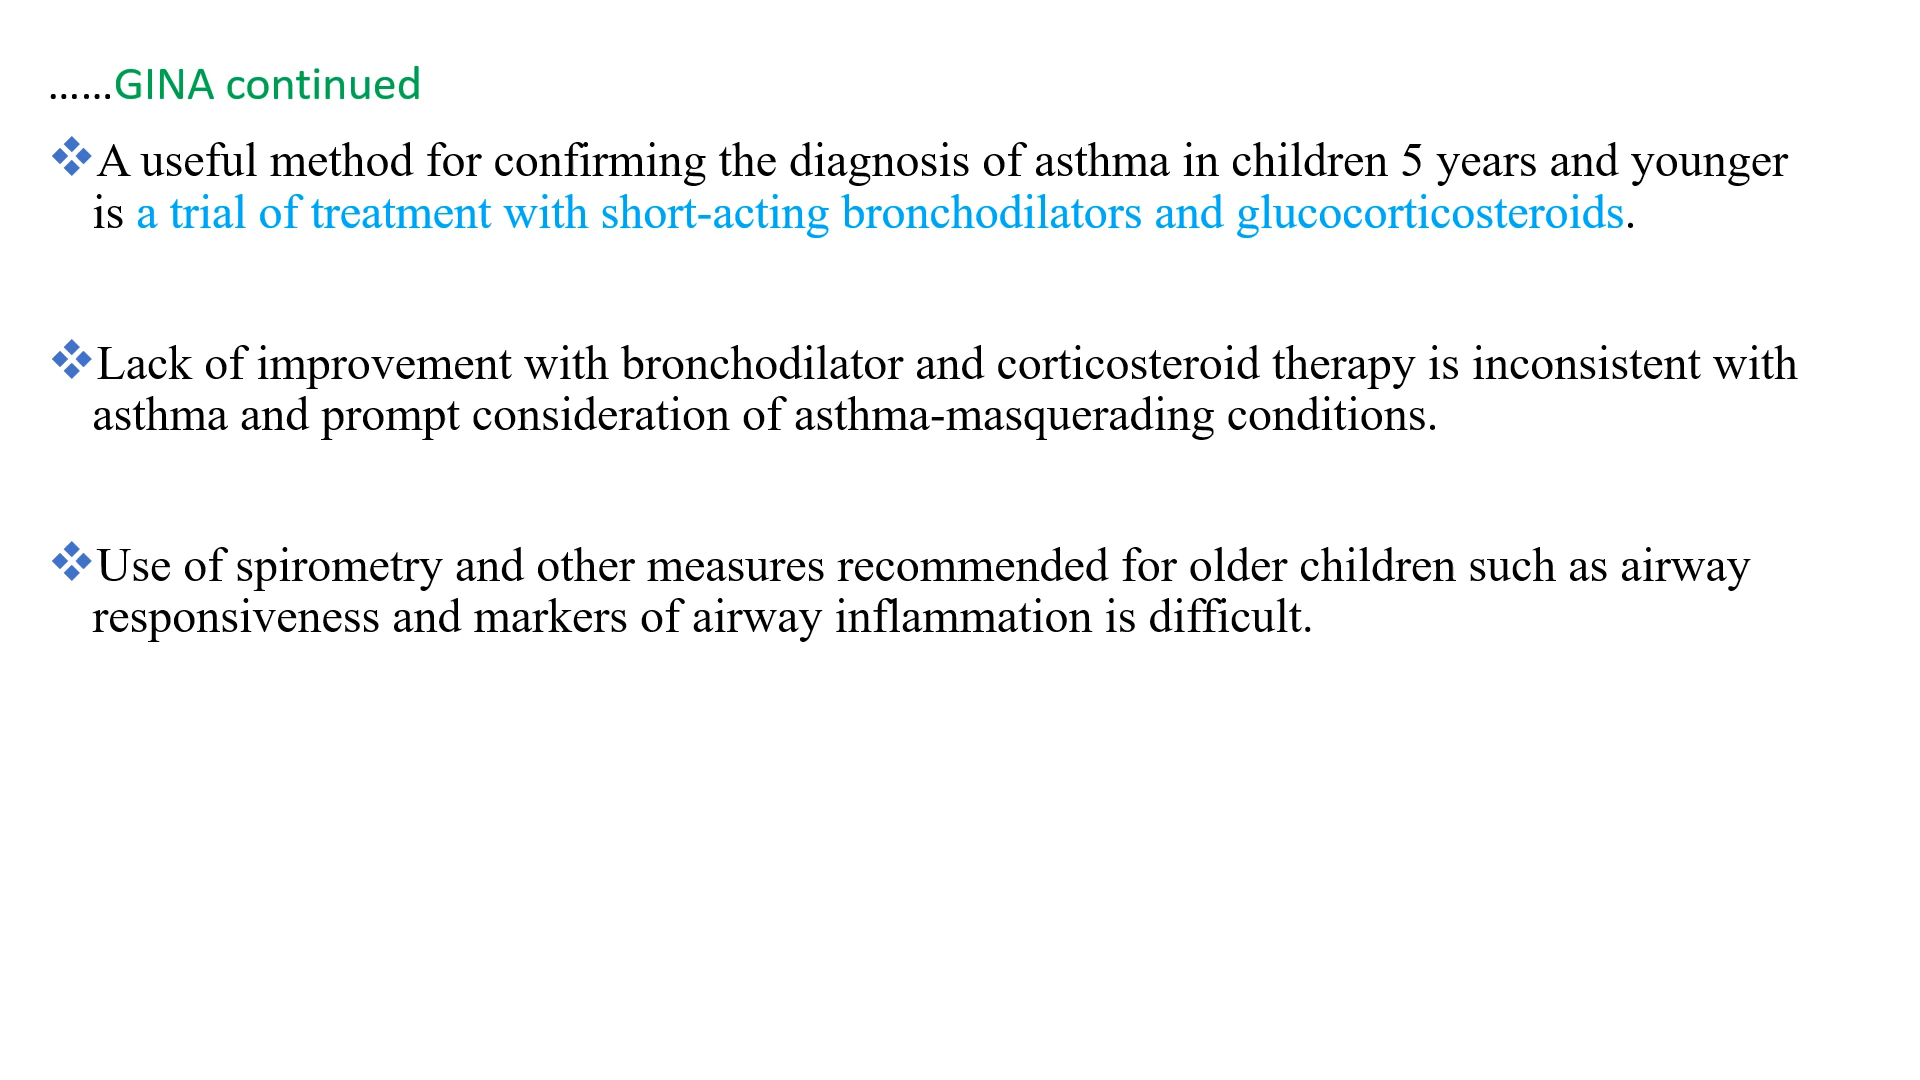 ……GINA continued
❖A useful method for confirming the diagnosis of asthma in children 5 years and younger
is a trial of treatment with short-acting bronchodilators and glucocorticosteroids.
❖Lack of improvement with bronchodilator and corticosteroid therapy is inconsistent with
asthma and prompt consideration of asthma-masquerading conditions.
❖Use of spirometry and other measures recommended for older children such as airway
responsiveness and markers of airway inflammation is difficult.